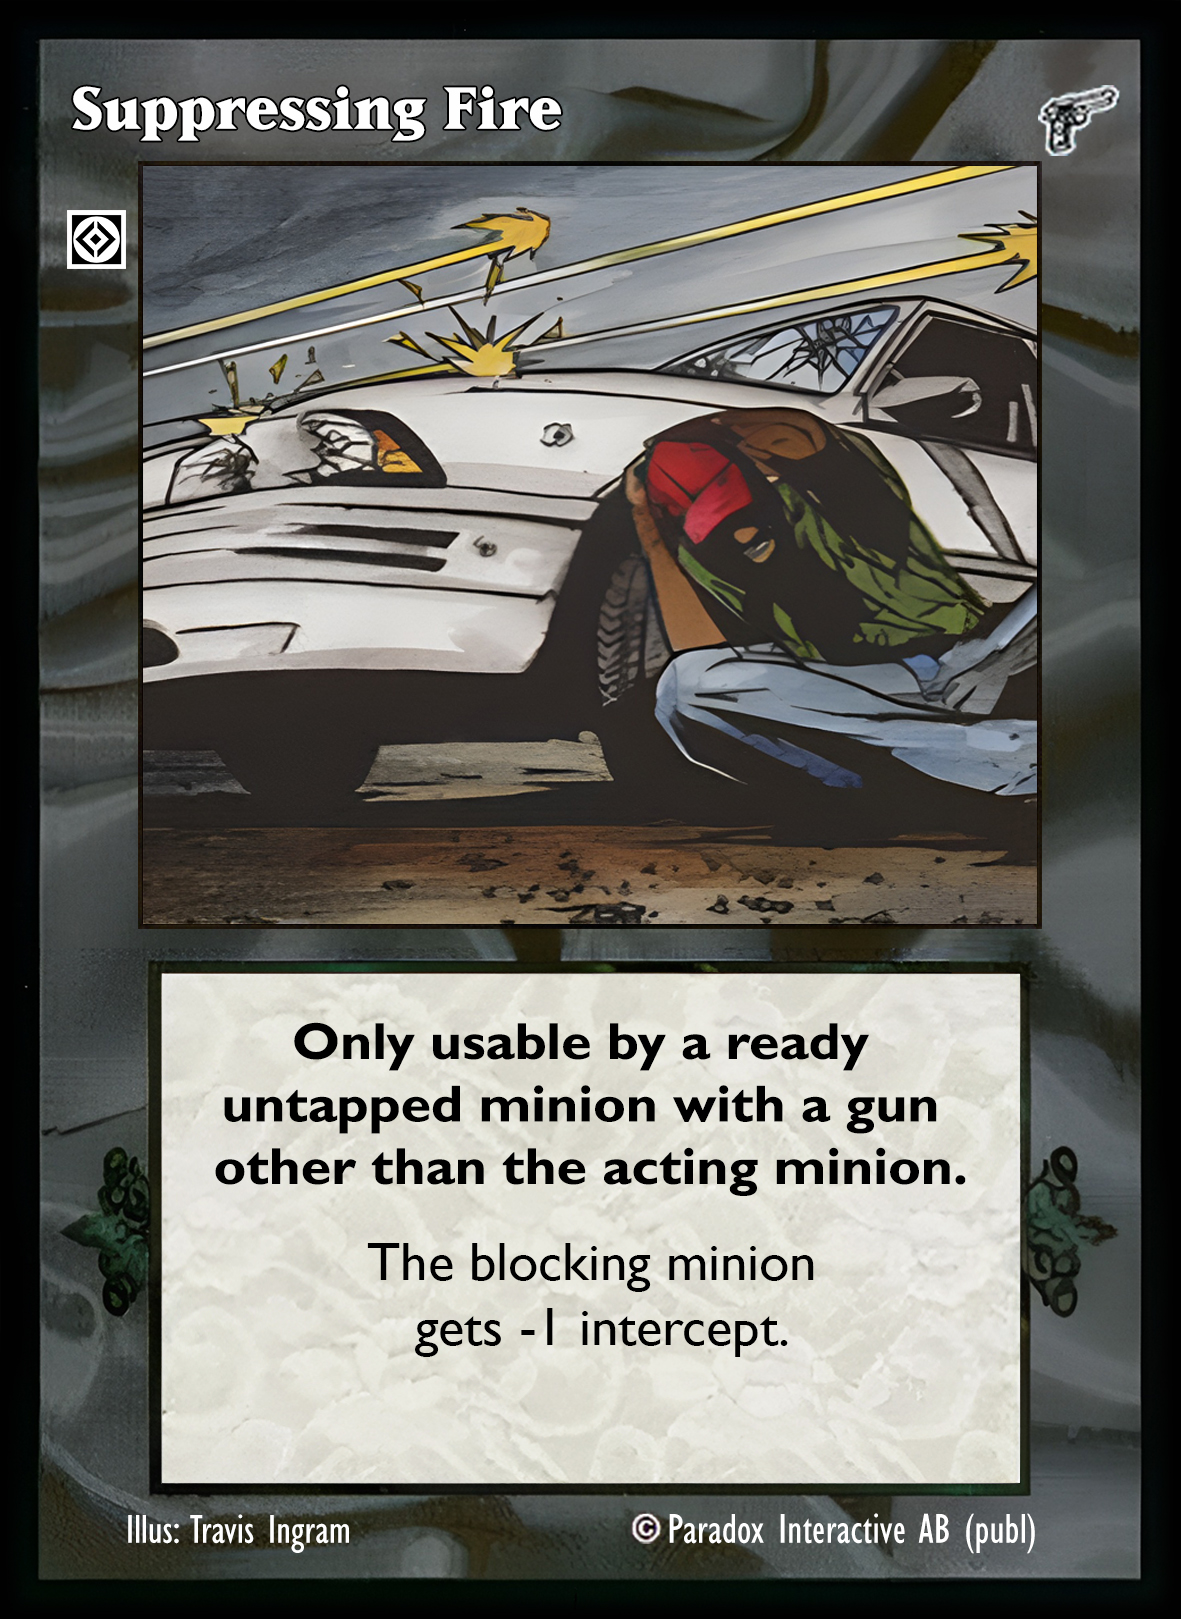 Suppressing Fire
Only usable by a ready
untapped minion with a gun
other than the acting minion.
The blocking minion
gets -1 intercept.
Illus: Travis Ingram
© Paradox Interactive AB (publ)